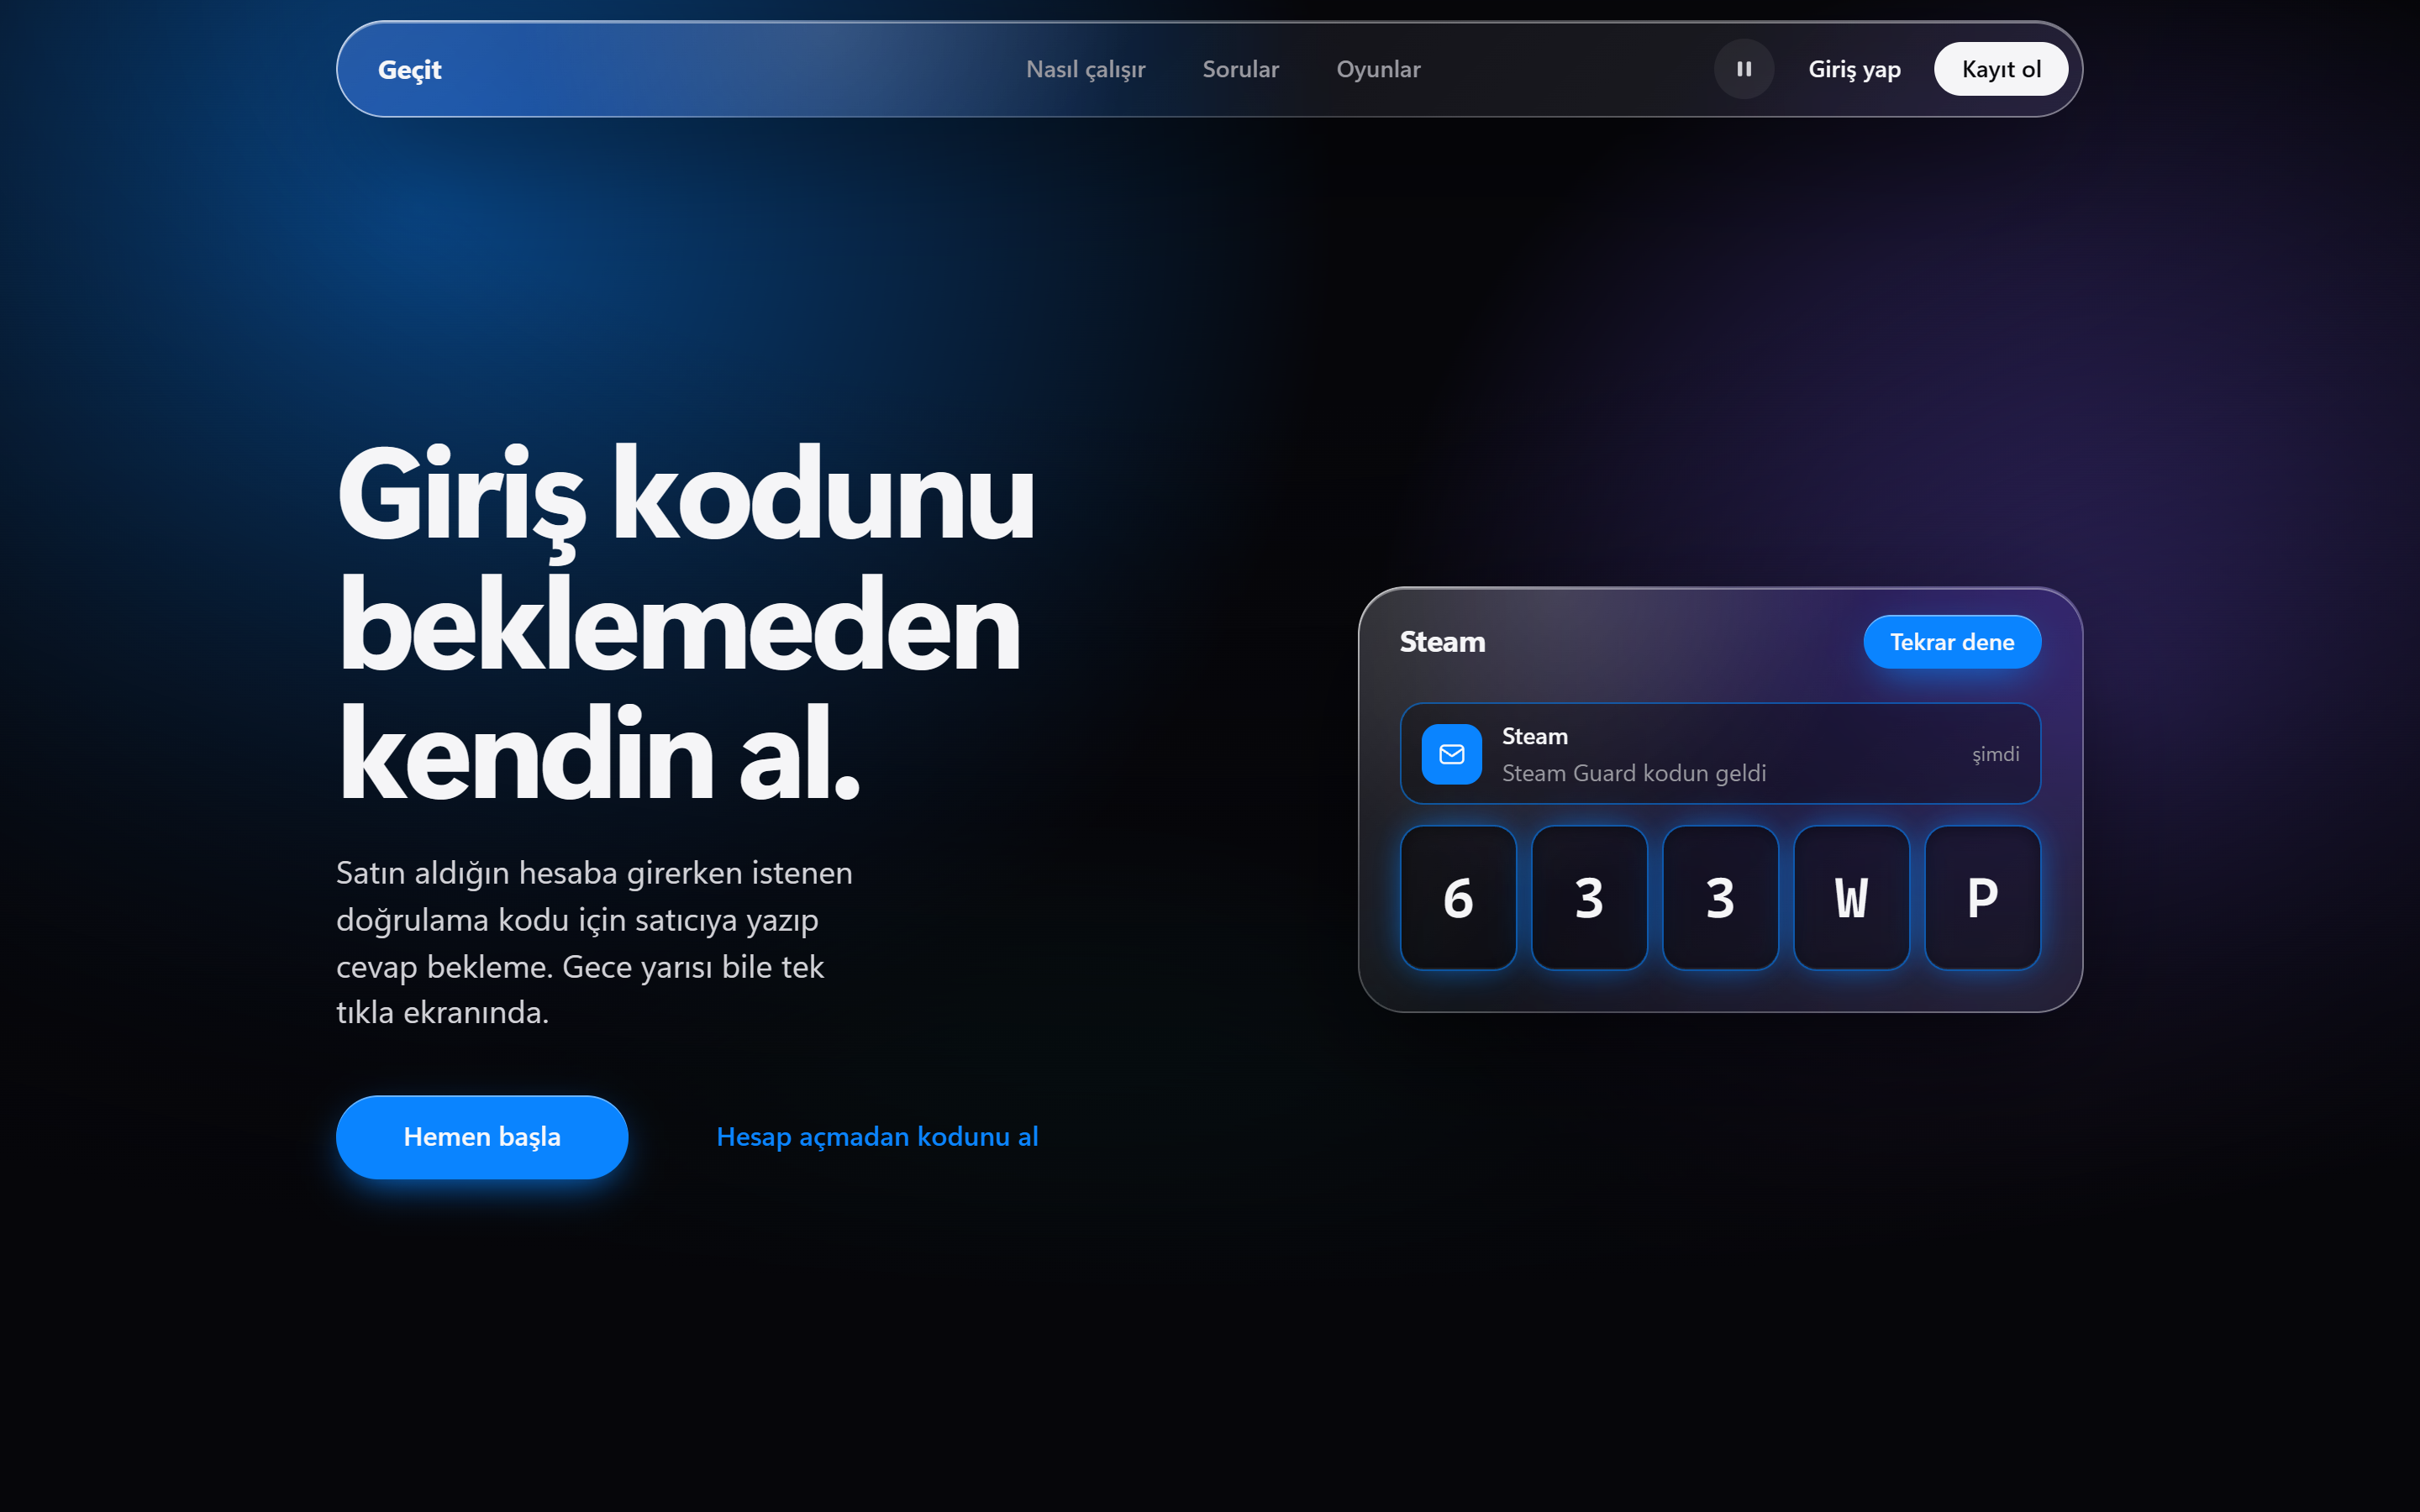 Geçit
Nasıl çalışır
Sorular
Oyunlar
Giriş yap
Kayıt ol
Giriş kodunu
beklemeden
kendin al.
Satın aldığın hesaba girerken istenen
doğrulama kodu için satıcıya yazıp
cevap bekleme. Gece yarısı bile tek
tıkla ekranında.
Hemen başla
Hesap açmadan kodunu al
Steam
Tekrar dene
Steam
Steam Guard kodun geldi
şimdi
6 3 3 W P